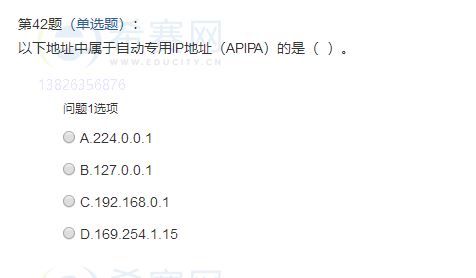 第42题（单选题）：
以下地址中属于自动专用IP地址（APIPA）的是（ ）。
希赛网
WWW.EDUCITY.CN
13826356876
问题1选项
A.224.0.0.1
B.127.0.0.1
C.192.168.0.1
D.169.254.1.15
希赛网